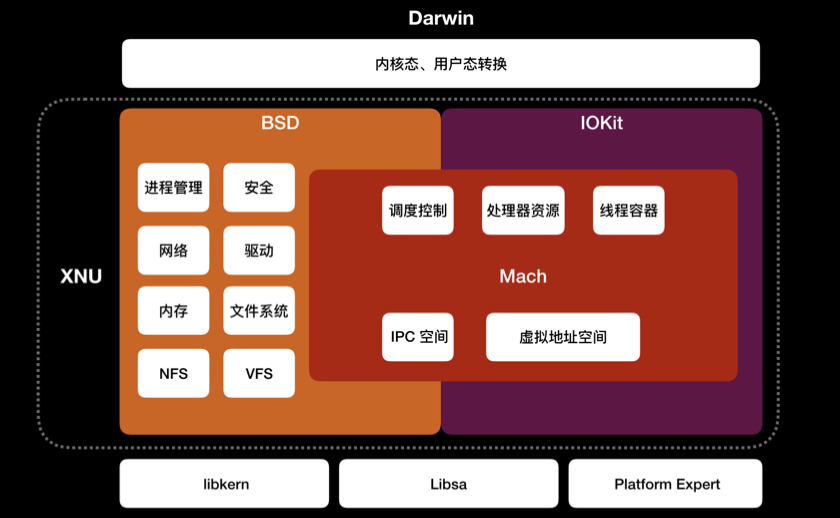 Darwin
内核态、用户态转换
BSD
IOKit
进程管理
安全
调度控制
处理器资源
线程容器
网络
驱动
XNU
Mach
内存
文件系统
IPC 空间
虚拟地址空间
NFS
VFS
libkern
Libsa
Platform Expert